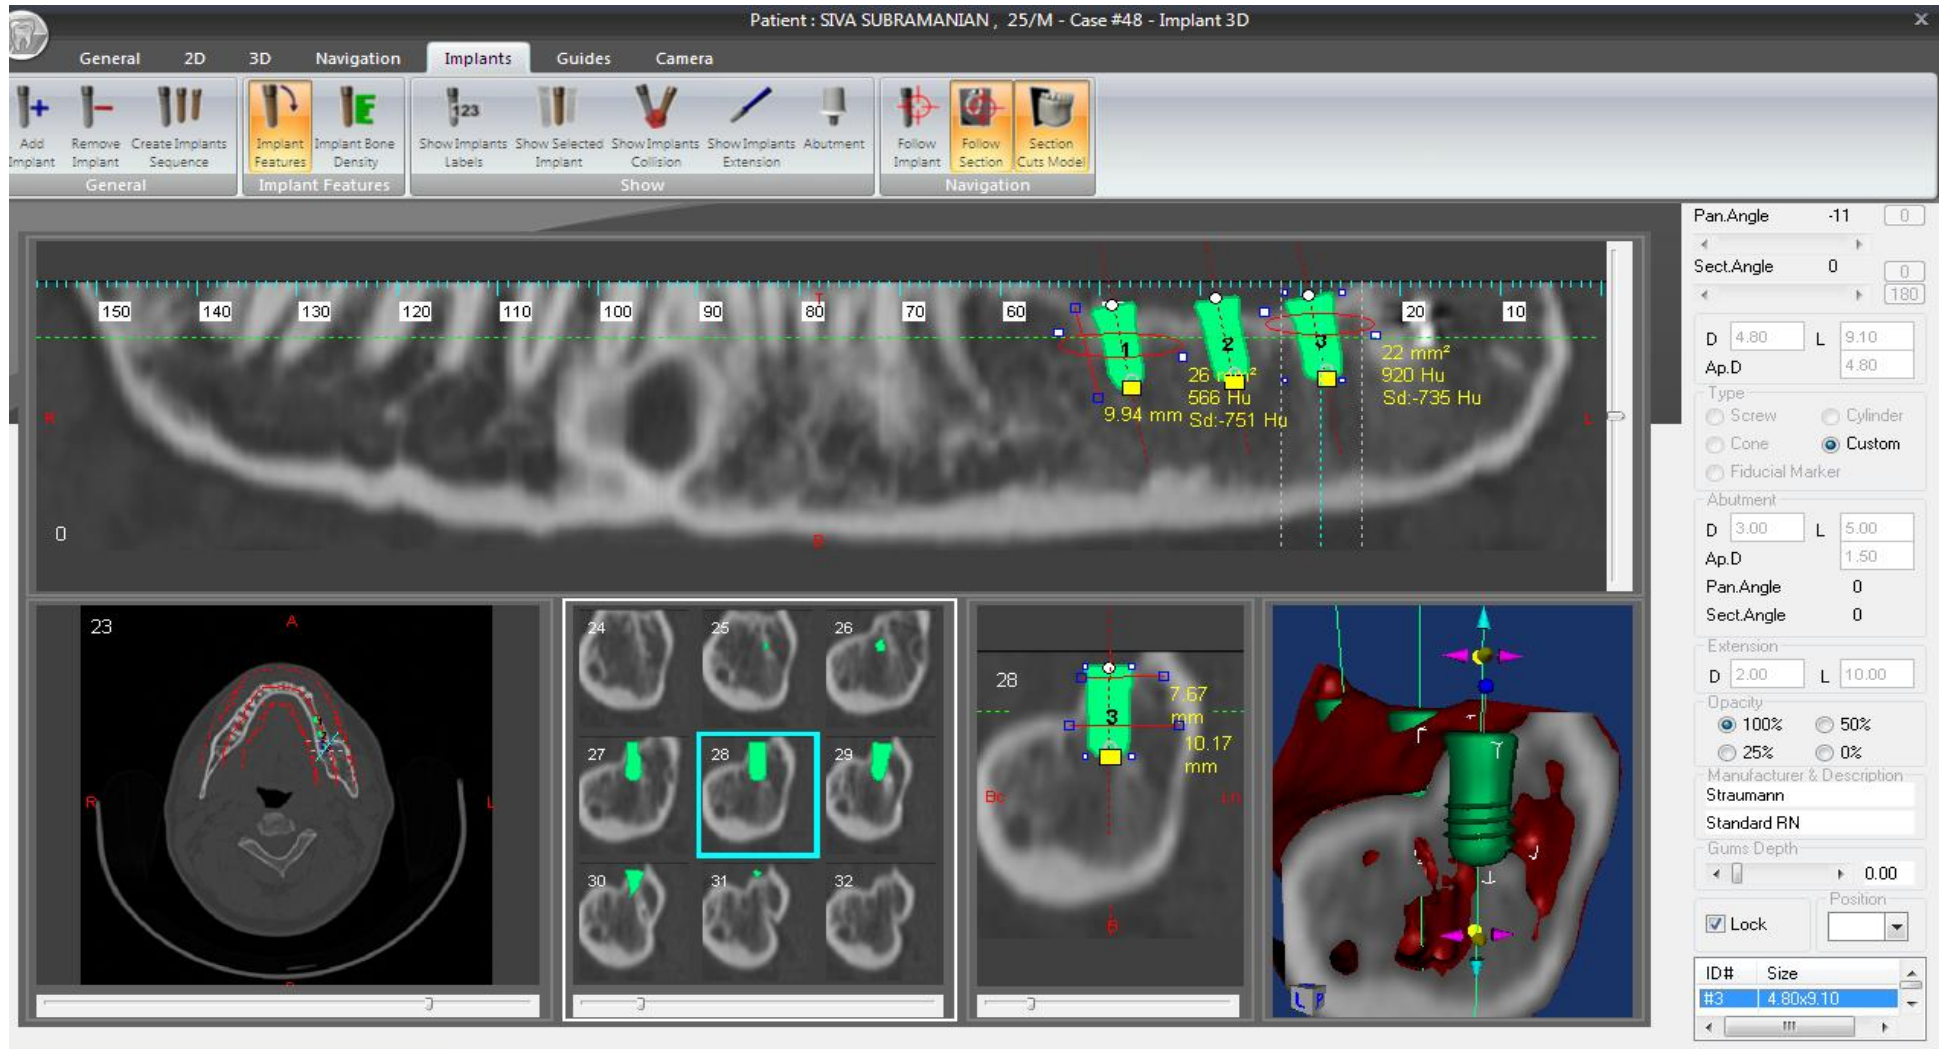 Patient : SIVA SUBRAMANIAN , 25/M - Case #48 - Implant 3D
General 2D 3D Navigation Implants Guides Camera
Add Implant
Remove Implant
Create Implants Sequence
Implant Features
Implant Bone Density
Show Implants Labels
Show Selected Implant
Show Implants Collision
Show Implants Extension
Abutment
Follow Implant
Follow Section
Section Cuts Model
General
Implant Features
Show
Navigation
123
150 140 130 120 110 100 90 80 70 60 20 10
T
R
L
B
0
1
2
3
9.94 mm
26 mm²
566 Hu
Sd:-751 Hu
22 mm²
920 Hu
Sd:-735 Hu
23
A
R
L
24 25 26
27 28 29
30 31 32
28
3
7.67
mm
10.17
mm
Bc
Ln
B
L P
Pan.Angle -11 0
Sect.Angle 0 0
180
D 4.80 L 9.10
Ap.D 4.80
Type
Screw Cylinder
Cone Custom
Fiducial Marker
Abutment
D 3.00 L 5.00
Ap.D 1.50
Pan.Angle 0
Sect.Angle 0
Extension
D 2.00 L 10.00
Opacity
100% 50%
25% 0%
Manufacturer & Description
Straumann
Standard RN
Gums Depth
0.00
Lock
Position
ID# Size
#3 4.80x9.10